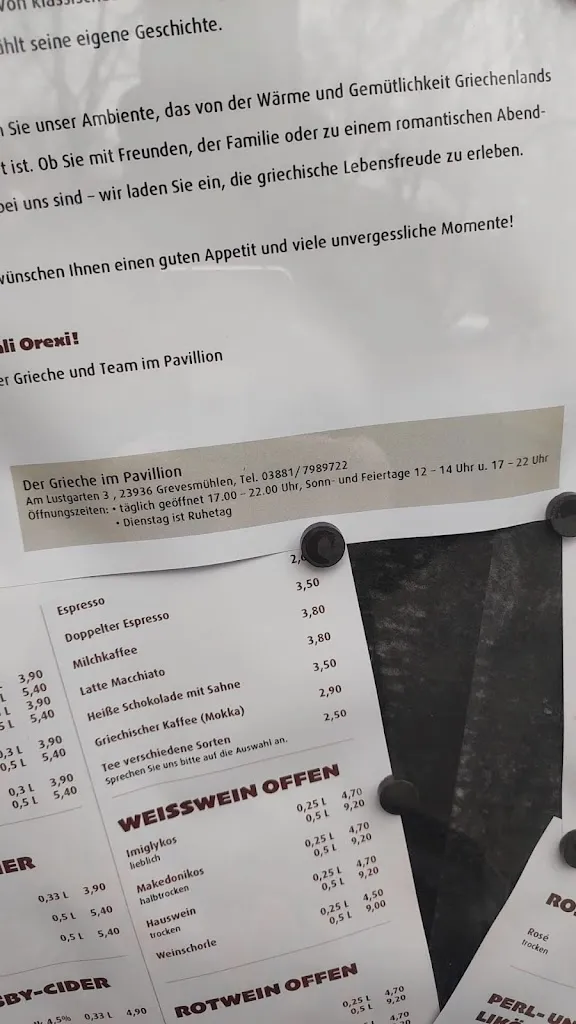 ählt seine eigene Geschichte.
Sie unser Ambiente, das von der Wärme und Gemütlichkeit Griechenlands
t ist. Ob Sie mit Freunden, der Familie oder zu einem romantischen Abend-
bei uns sind – wir laden Sie ein, die griechische Lebensfreude zu erleben.
wünschen Ihnen einen guten Appetit und viele unvergessliche Momente!
ali Orexi!
er Grieche und Team im Pavillion
Der Grieche im Pavillion
Am Lustgarten 3 , 23936 Grevesmühlen, Tel. 03881/ 7989722
Öffnungszeiten: • täglich geöffnet 17.00 – 22.00 Uhr, Sonn- und Feiertage 12 – 14 Uhr u. 17 – 22 Uhr
• Dienstag ist Ruhetag
L 3,90
L 5,40
L 3,90
5 L 5,40
0,3 L 3,90
0,5 L 5,40
0,3 L 3,90
0,5 L 5,40
ER
0,33 L 3,90
0,5 L 5,40
0,5 L 5,40
SBY-CIDER
4,5% 0,33 L 4,90
Espresso
Doppelter Espresso 3,50
Milchkaffee 3,80
Latte Macchiato 3,80
Heiße Schokolade mit Sahne 3,50
Griechischer Kaffee (Mokka) 2,90
Tee verschiedene Sorten 2,50
Sprechen Sie uns bitte auf die Auswahl an.
WEISSWEIN OFFEN
Imiglykos 0,25 L 4,70
lieblich 0,5 L 9,20
Makedonikos 0,25 L 4,70
halbtrocken 0,5 L 9,20
Hauswein 0,25 L 4,70
trocken 0,5 L 9,20
Weinschorle 0,25 L 4,50
0,5 L 9,00
ROTWEIN OFFEN
0,25 L 4,70
0,5 L 9,20
4,70
RO
Rosé
trocken
PERL- UN
LIK